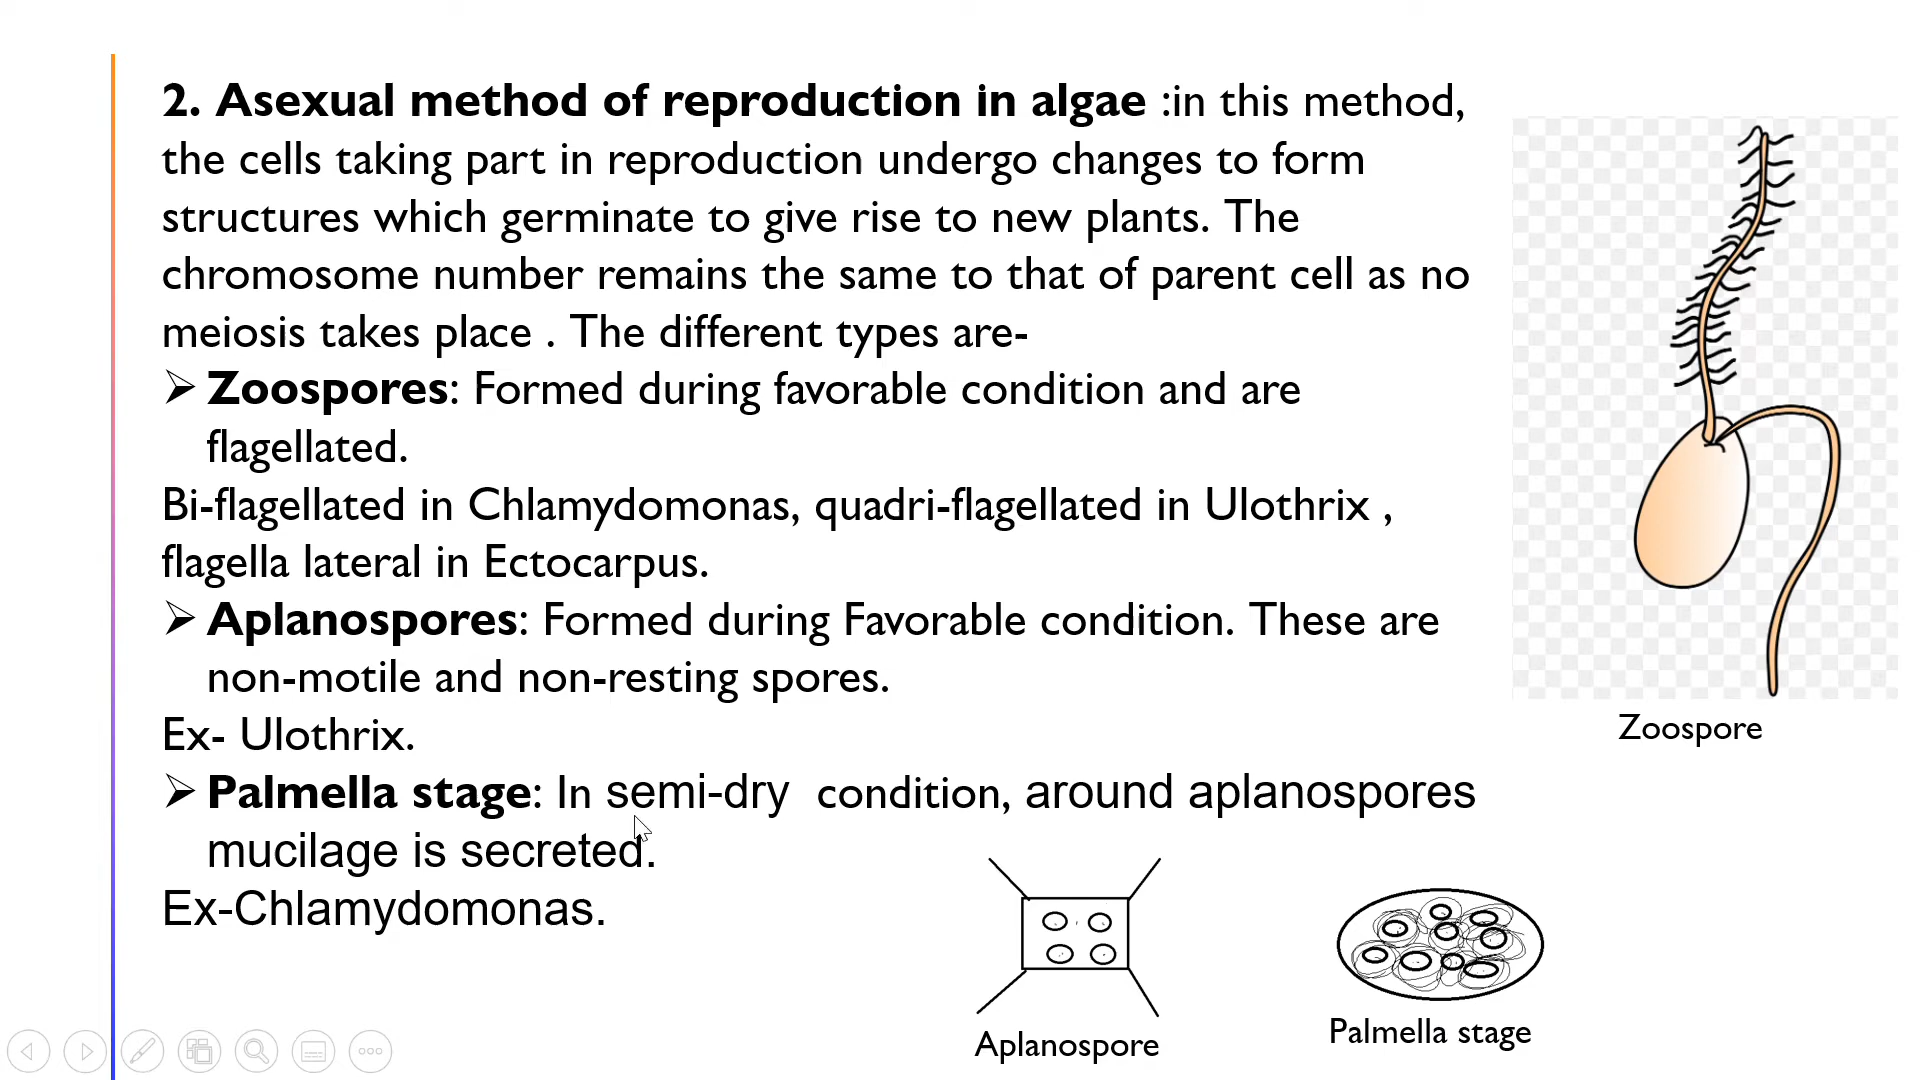 2. Asexual method of reproduction in algae :in this method,
the cells taking part in reproduction undergo changes to form
structures which germinate to give rise to new plants. The
chromosome number remains the same to that of parent cell as no
meiosis takes place . The different types are-
➢ Zoospores: Formed during favorable condition and are
flagellated.
Bi-flagellated in Chlamydomonas, quadri-flagellated in Ulothrix ,
flagella lateral in Ectocarpus.
➢ Aplanospores: Formed during Favorable condition. These are
non-motile and non-resting spores.
Ex- Ulothrix.
➢ Palmella stage: In semi-dry condition, around aplanospores
mucilage is secreted.
Ex-Chlamydomonas.
Zoospore
Aplanospore
Palmella stage